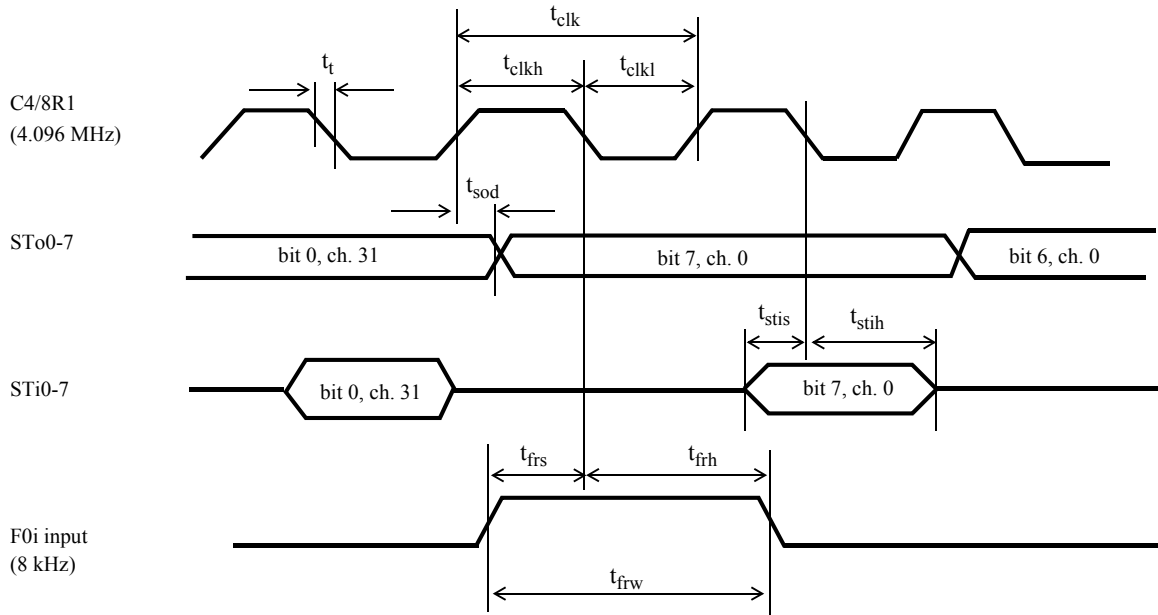 t_clk
t_clkh
t_clkl
t_t
C4/8R1
(4.096 MHz)
t_sod
STo0-7
bit 0, ch. 31
bit 7, ch. 0
bit 6, ch. 0
t_stis
t_stih
STi0-7
bit 0, ch. 31
bit 7, ch. 0
t_frs
t_frh
F0i input
(8 kHz)
t_frw